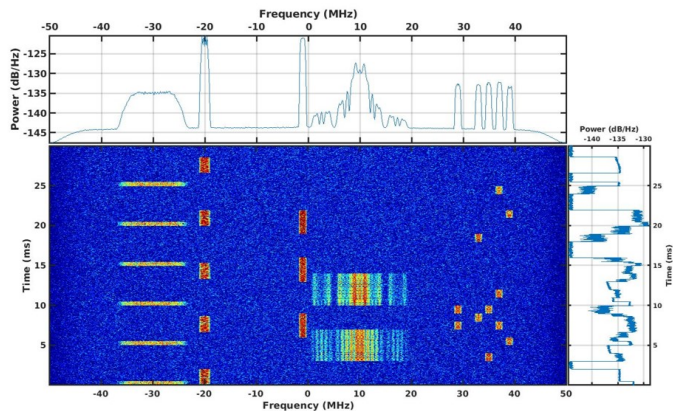 Frequency (MHz)
-50 -40 -30 -20 -10 0 10 20 30 40 50
Power (dB/Hz)
-125
-130
-135
-140
-145
Power (dB/Hz)
-140 -135 -130
Time (ms)
25
20
15
10
5
25
15
5
Time (ms)
-40 -30 -20 -10 0 10 20 30 40 50
Frequency (MHz)